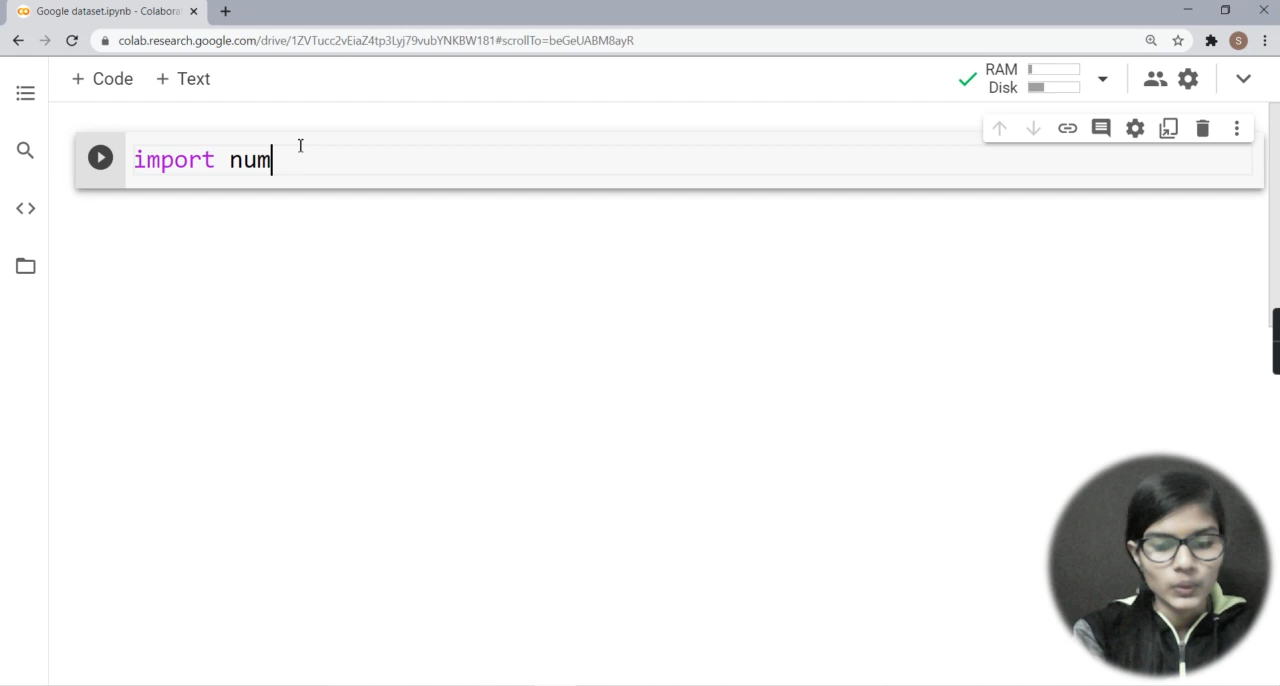 Google dataset.ipynb - Colabora
colab.research.google.com/drive/1ZVTucc2vEiaZ4tp3Lyj79vubYNKBW181#scrollTo=beGeUABM8ayR
S
+ Code + Text
RAM
Disk
import num